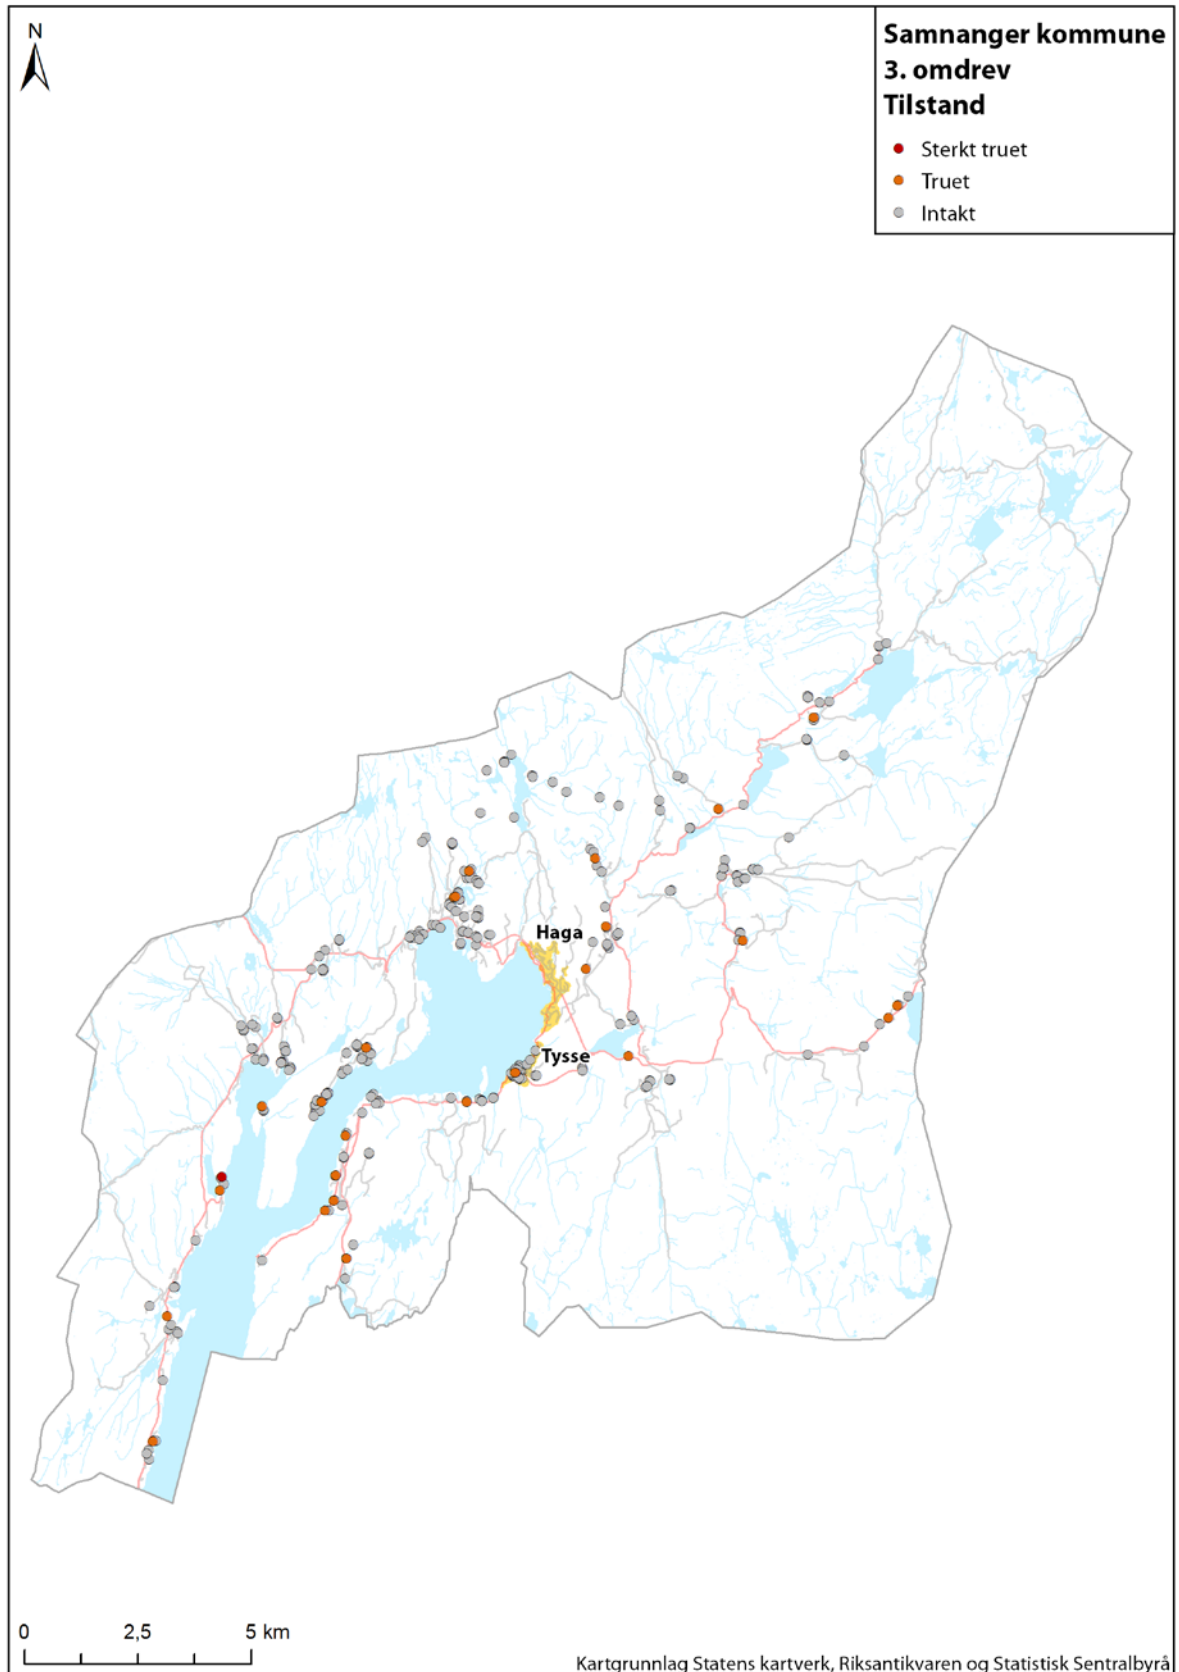 N
Samnanger kommune
3. omdrev
Tilstand
Sterkt truet
Truet
Intakt
Haga
Tysse
0 2,5 5 km
Kartgrunnlag Statens kartverk, Riksantikvaren og Statistisk Sentralbyrå